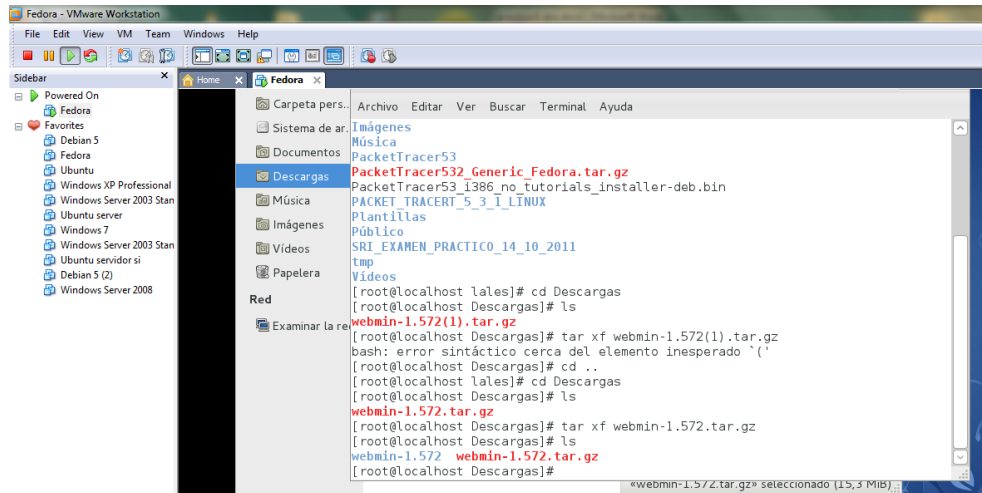 Fedora - VMware Workstation
File Edit View VM Team Windows Help
Sidebar
Powered On
Fedora
Favorites
Debian 5
Fedora
Ubuntu
Windows XP Professional
Windows Server 2003 Stan
Ubuntu server
Windows 7
Windows Server 2003 Stan
Ubuntu servidor si
Debian 5 (2)
Windows Server 2008
Home
Fedora
Carpeta pers..
Sistema de ar.
Documentos
Descargas
Música
Imágenes
Vídeos
Papelera
Red
Examinar la re
Archivo Editar Ver Buscar Terminal Ayuda
Imágenes
Música
PacketTracer53
PacketTracer532_Generic_Fedora.tar.gz
PacketTracer53_i386_no_tutorials_installer-deb.bin
PACKET_TRACERT_5_3_1_LINUX
Plantillas
Público
SRI_EXAMEN_PRACTICO_14_10_2011
tmp
Vídeos
[root@localhost lales]# cd Descargas
[root@localhost Descargas]# ls
webmin-1.572(1).tar.gz
[root@localhost Descargas]# tar xf webmin-1.572(1).tar.gz
bash: error sintáctico cerca del elemento inesperado `('
[root@localhost Descargas]# cd ..
[root@localhost lales]# cd Descargas
[root@localhost Descargas]# ls
webmin-1.572.tar.gz
[root@localhost Descargas]# tar xf webmin-1.572.tar.gz
[root@localhost Descargas]# ls
webmin-1.572 webmin-1.572.tar.gz
[root@localhost Descargas]#
«webmin-1.572.tar.gz» seleccionado (15,3 MiB)